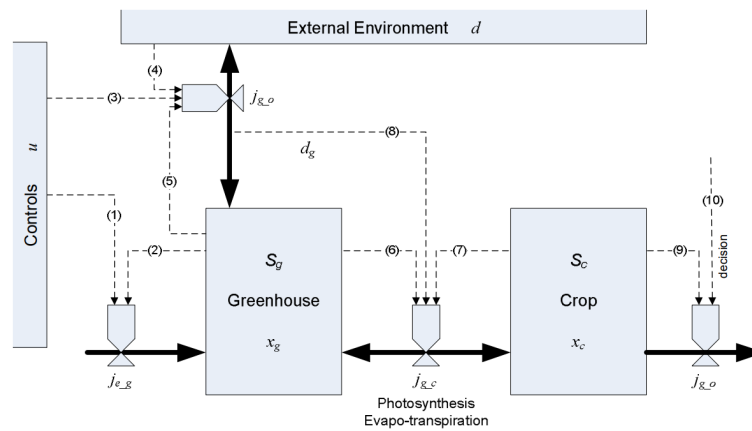 External Environment d
(4)
(3)
j_g_o
(8)
d_g
Controls u
(5)
(10)
(1)
(2)
S_g
(6)
(7)
S_c
(9)
decision
Greenhouse
Crop
x_g
x_c
j_e_g
j_g_c
j_g_o
Photosynthesis
Evapo-transpiration